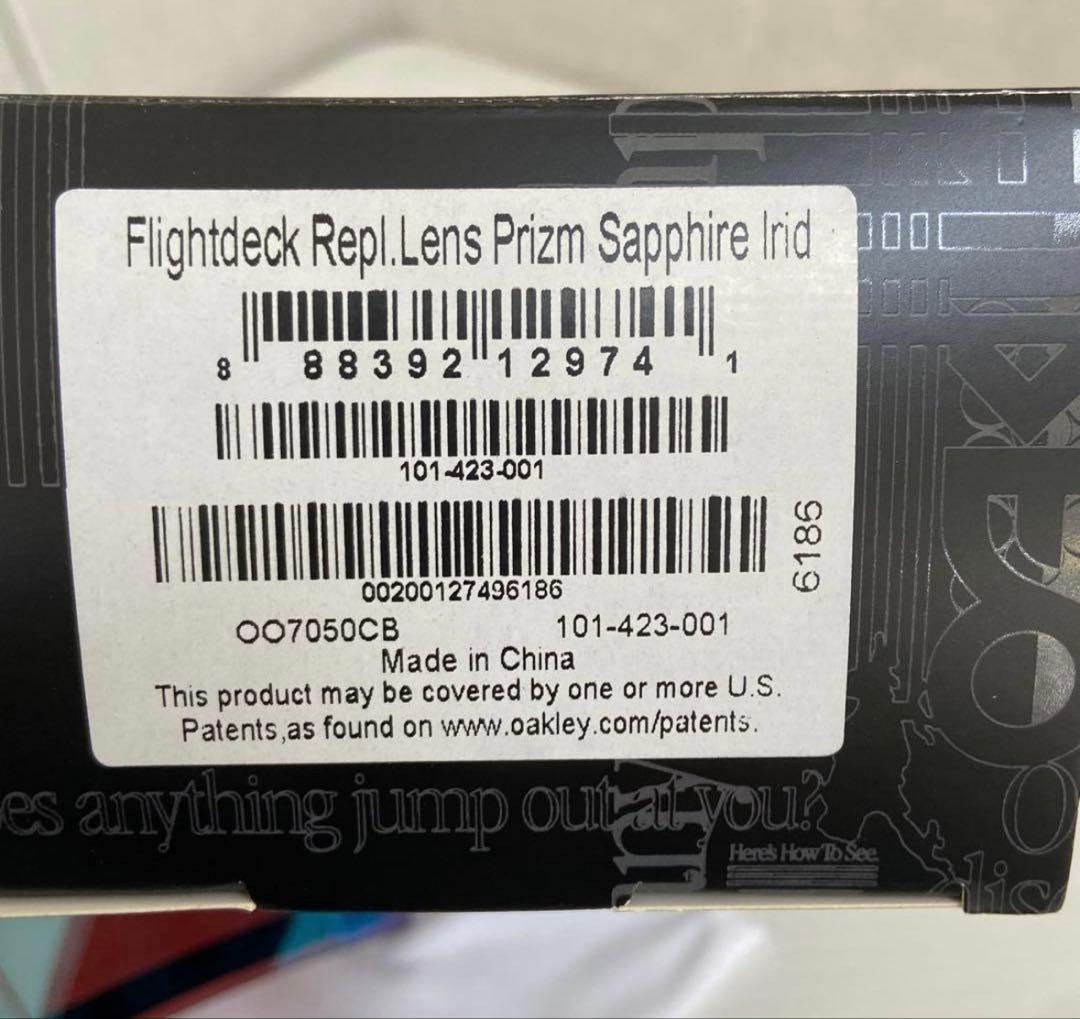 Flightdeck Repl.Lens Prizm Sapphire Irid
8 88392 12974 1
101-423-001
00200127496186
6186
OO7050CB 101-423-001
Made in China
This product may be covered by one or more U.S.
Patents,as found on www.oakley.com/patents.
es anything jump out at you?
Here's How To See.
disc